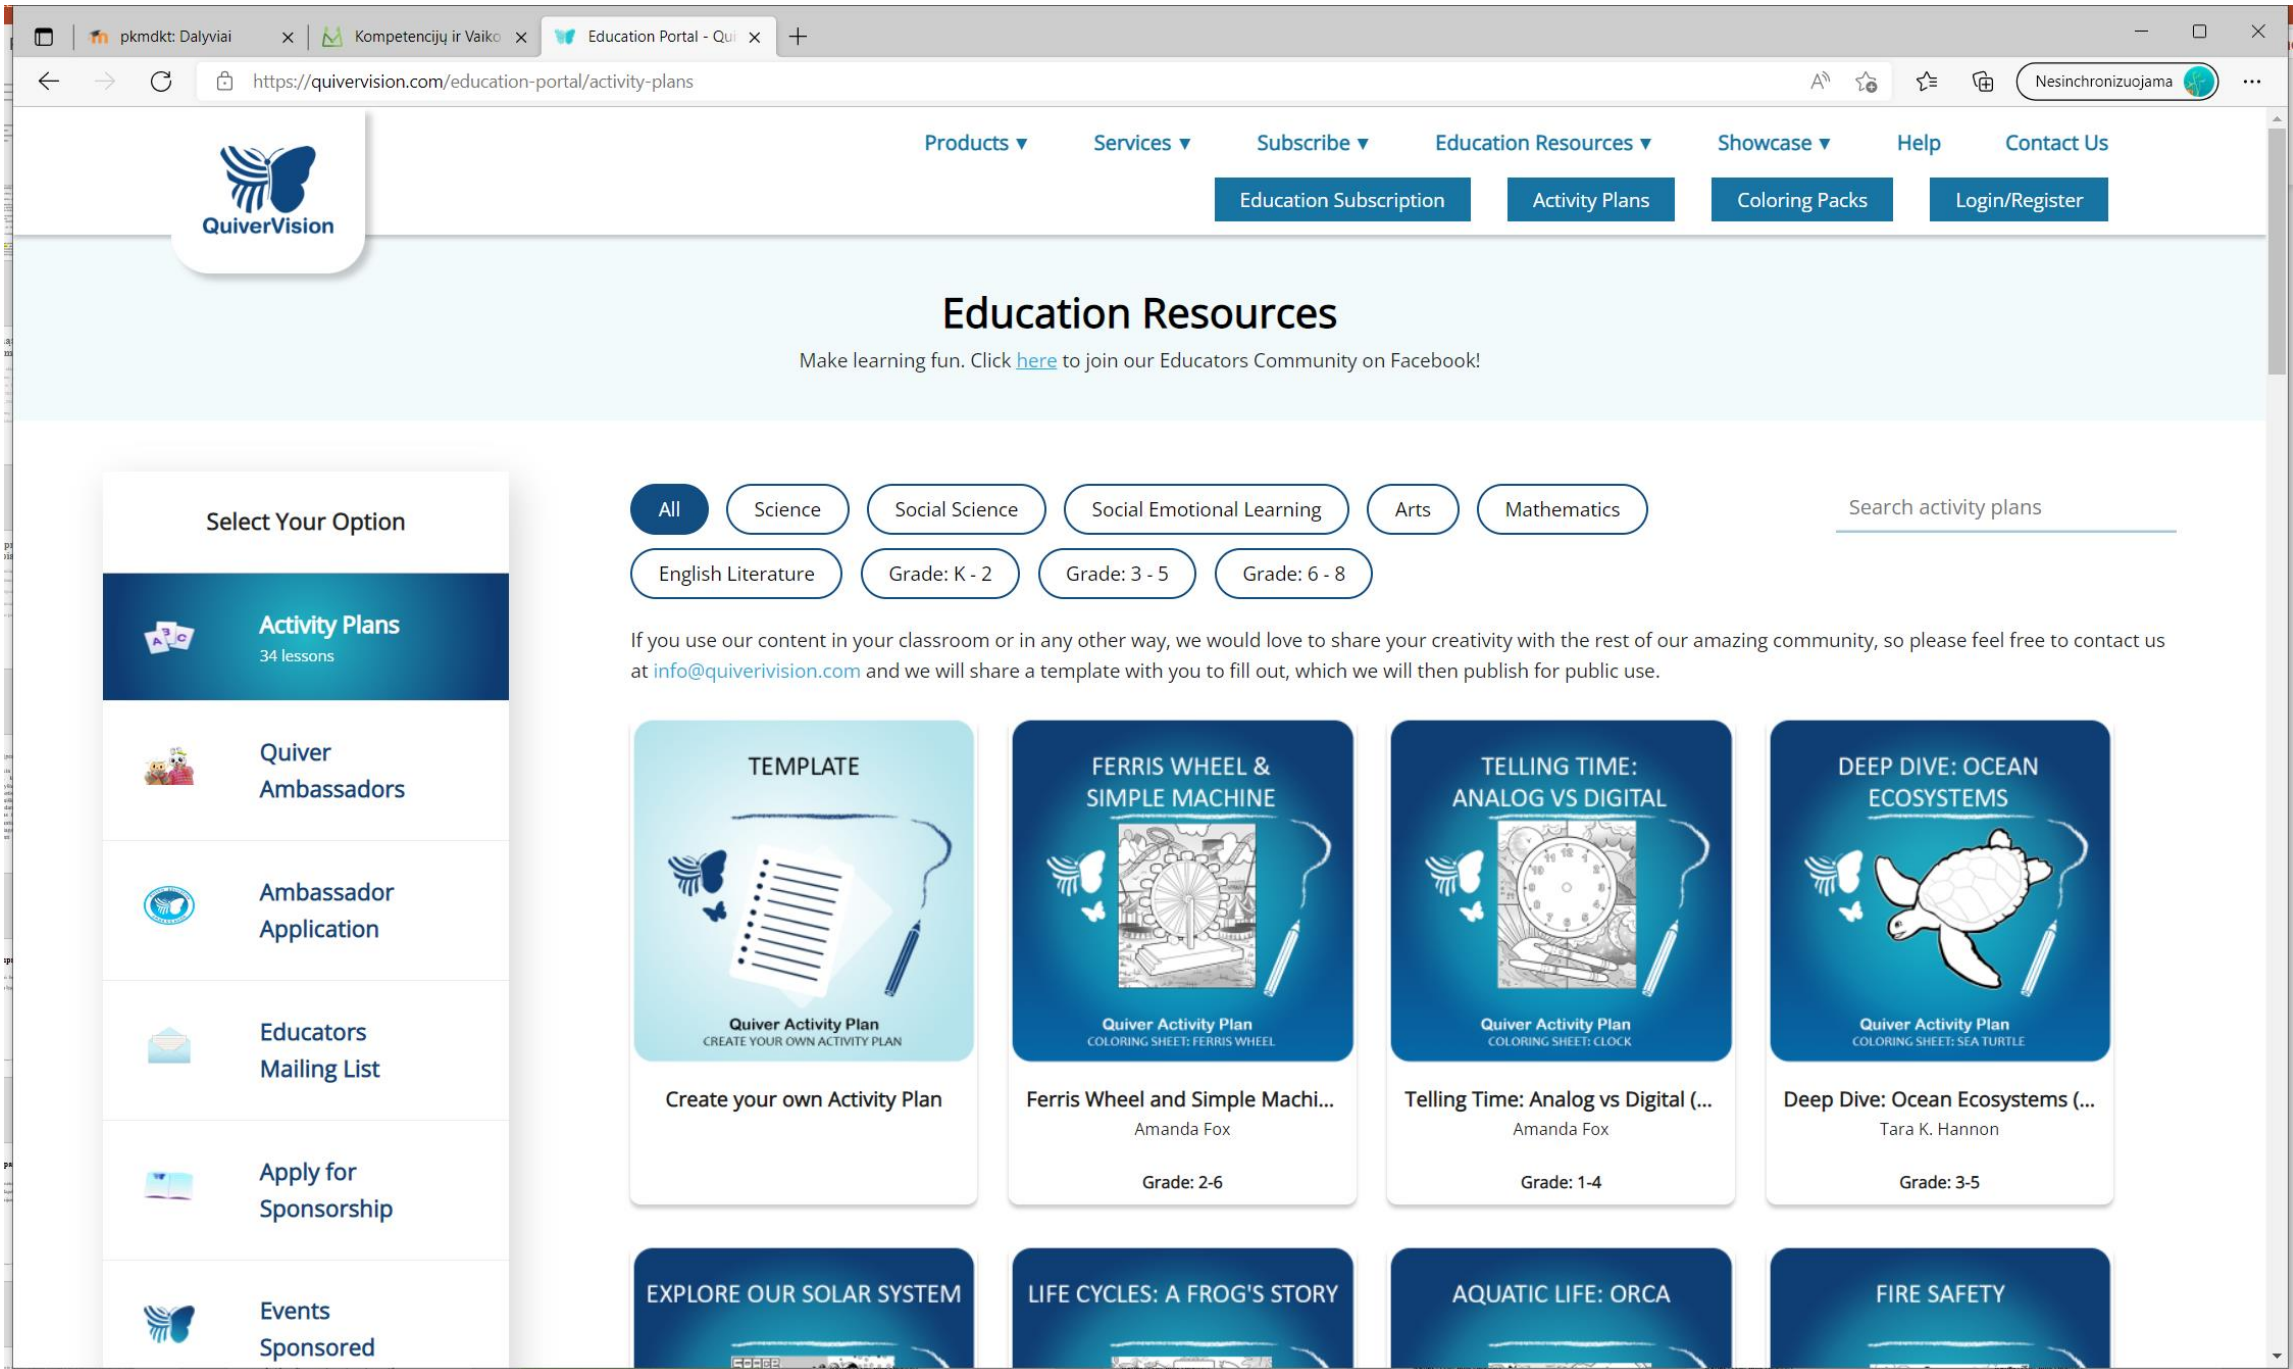 pkmdkt: Dalyviai
Kompetencijų ir Vaiko
Education Portal - Qui
https://quivervision.com/education-portal/activity-plans
Nesinchronizuojama
QuiverVision
Products ▼ Services ▼ Subscribe ▼ Education Resources ▼ Showcase ▼ Help Contact Us
Education Subscription Activity Plans Coloring Packs Login/Register
Education Resources
Make learning fun. Click here to join our Educators Community on Facebook!
Select Your Option
Activity Plans
34 lessons
Quiver
Ambassadors
Ambassador
Application
Educators
Mailing List
Apply for
Sponsorship
Events
Sponsored
All Science Social Science Social Emotional Learning Arts Mathematics
English Literature Grade: K - 2 Grade: 3 - 5 Grade: 6 - 8
Search activity plans
If you use our content in your classroom or in any other way, we would love to share your creativity with the rest of our amazing community, so please feel free to contact us
at info@quiverivision.com and we will share a template with you to fill out, which we will then publish for public use.
TEMPLATE
Quiver Activity Plan
CREATE YOUR OWN ACTIVITY PLAN
Create your own Activity Plan
FERRIS WHEEL &
SIMPLE MACHINE
Quiver Activity Plan
COLORING SHEET: FERRIS WHEEL
Ferris Wheel and Simple Machi...
Amanda Fox
Grade: 2-6
TELLING TIME:
ANALOG VS DIGITAL
Quiver Activity Plan
COLORING SHEET: CLOCK
Telling Time: Analog vs Digital (...
Amanda Fox
Grade: 1-4
DEEP DIVE: OCEAN
ECOSYSTEMS
Quiver Activity Plan
COLORING SHEET: SEA TURTLE
Deep Dive: Ocean Ecosystems (...
Tara K. Hannon
Grade: 3-5
EXPLORE OUR SOLAR SYSTEM
LIFE CYCLES: A FROG'S STORY
AQUATIC LIFE: ORCA
FIRE SAFETY